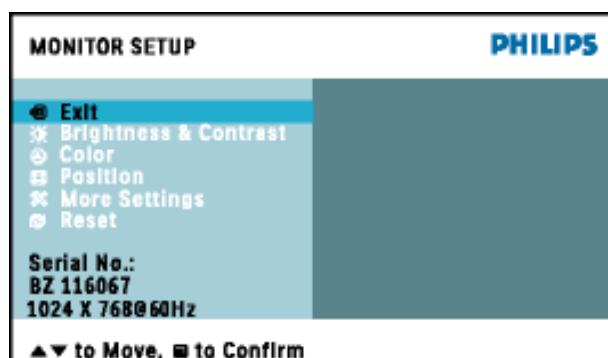 MONITOR SETUP PHILIPS
Exit
Brightness & Contrast
Color
Position
More Settings
Reset
Serial No.:
BZ 116067
1024 X 768@60Hz
▲▼ to Move, to Confirm